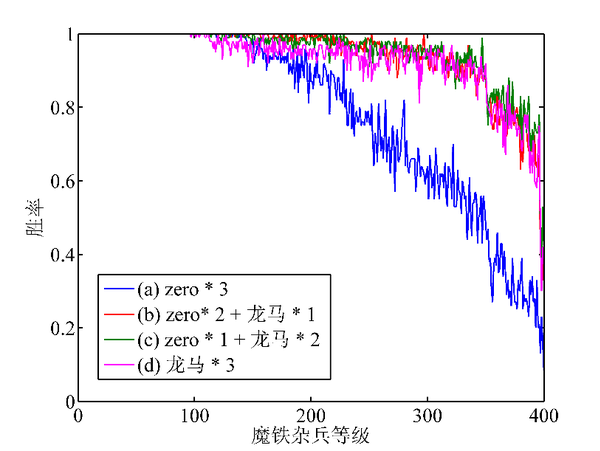 1
0.8
0.6
0.4
0.2
0
胜率
(a) zero * 3
(b) zero* 2 + 龙马 * 1
(c) zero * 1 + 龙马 * 2
(d) 龙马 * 3
0 100 200 300 400
魔铁杂兵等级